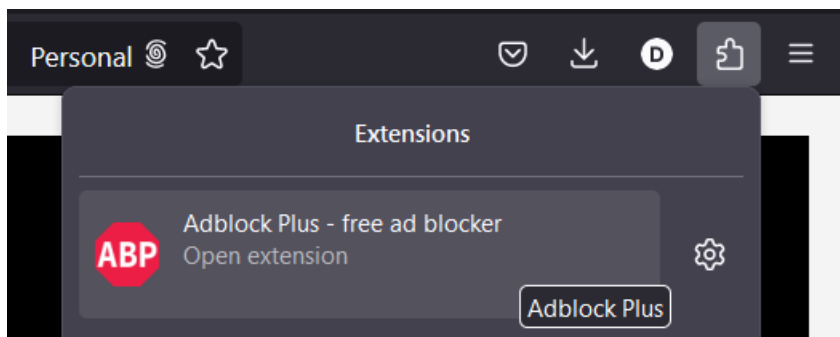 Personal
D
Extensions
ABP
Adblock Plus - free ad blocker
Open extension
Adblock Plus